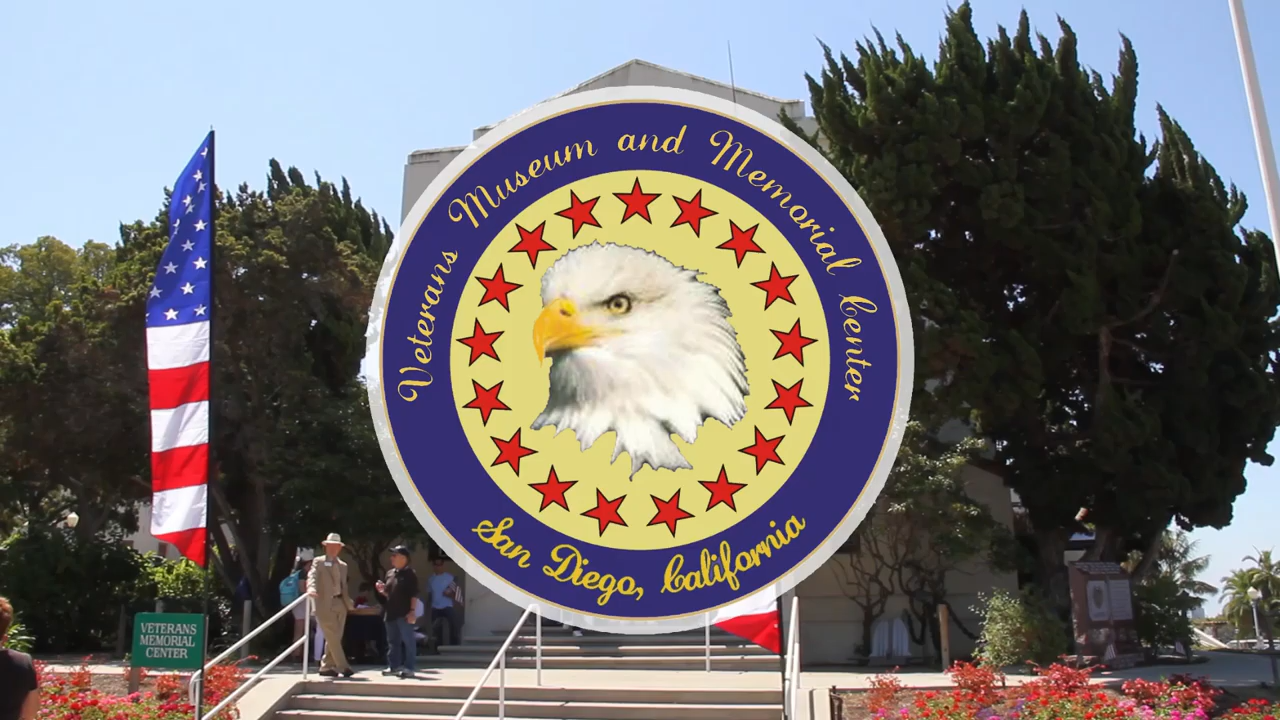 Veterans Museum and Memorial Center
San Diego, California
VETERANS
MEMORIAL
CENTER